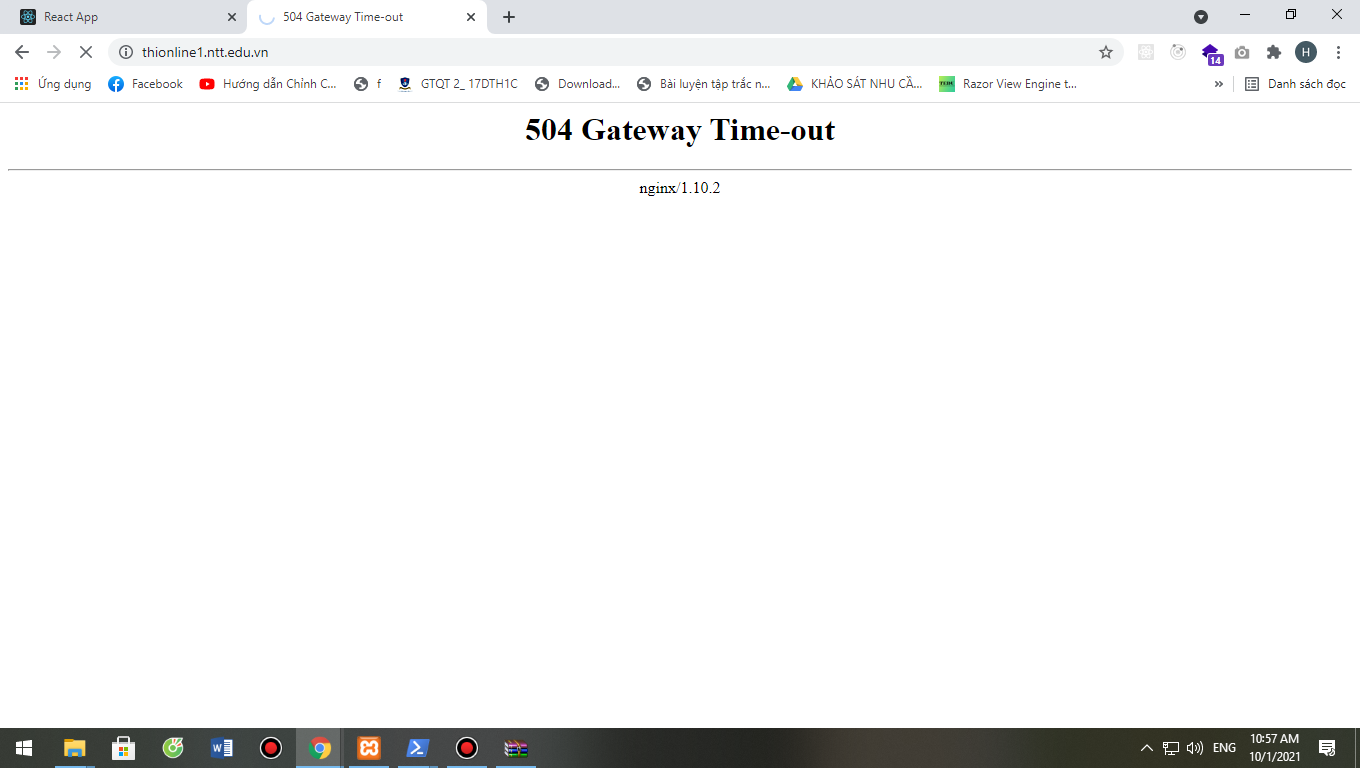 React App
504 Gateway Time-out
thionline1.ntt.edu.vn
H
14
Ứng dụng
Facebook
Hướng dẫn Chỉnh C...
f
GTQT 2_ 17DTH1C
Download...
Bài luyện tập trắc n...
KHẢO SÁT NHU CẦ...
Razor View Engine t...
»
Danh sách đọc
504 Gateway Time-out
nginx/1.10.2
ENG
10:57 AM
10/1/2021